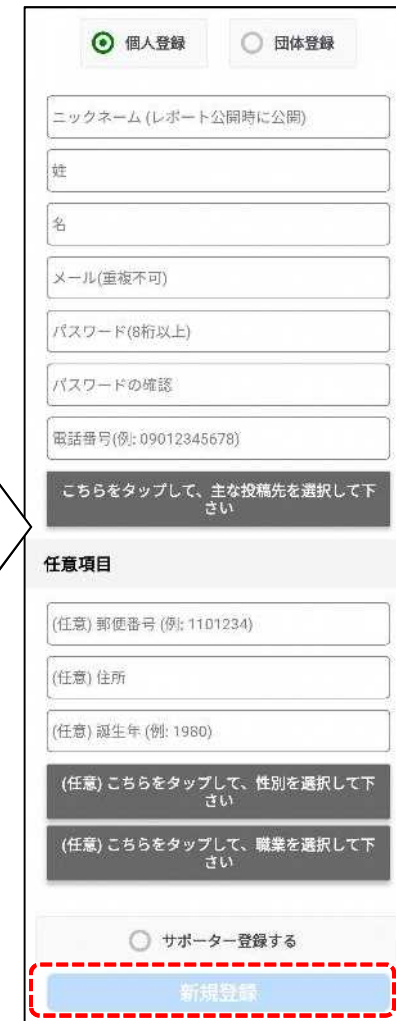 個人登録 団体登録
ニックネーム (レポート公開時に公開)
姓
名
メール(重複不可)
パスワード(8桁以上)
パスワードの確認
電話番号(例: 09012345678)
こちらをタップして、主な投稿先を選択して下
さい
任意項目
(任意) 郵便番号 (例: 1101234)
(任意) 住所
(任意) 誕生年 (例: 1980)
(任意) こちらをタップして、性別を選択して下
さい
(任意) こちらをタップして、職業を選択して下
さい
サポーター登録する
新規登録